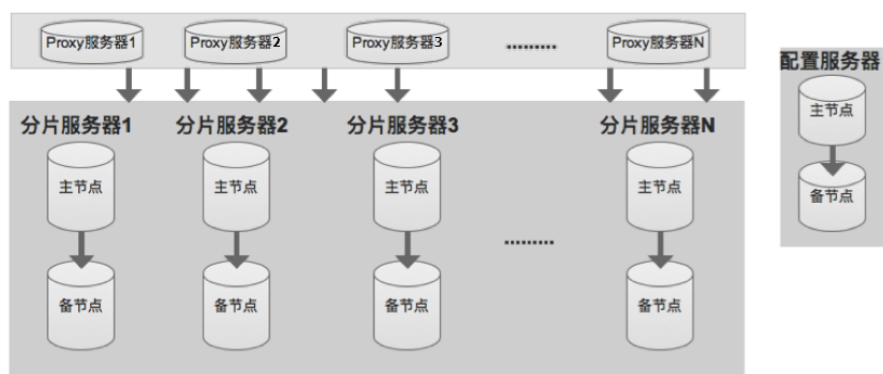 Proxy服务器1 Proxy服务器2 Proxy服务器3 ......... Proxy服务器N
配置服务器
主节点
备节点
分片服务器1 分片服务器2 分片服务器3 分片服务器N
主节点 主节点 主节点 主节点
.........
备节点 备节点 备节点 备节点